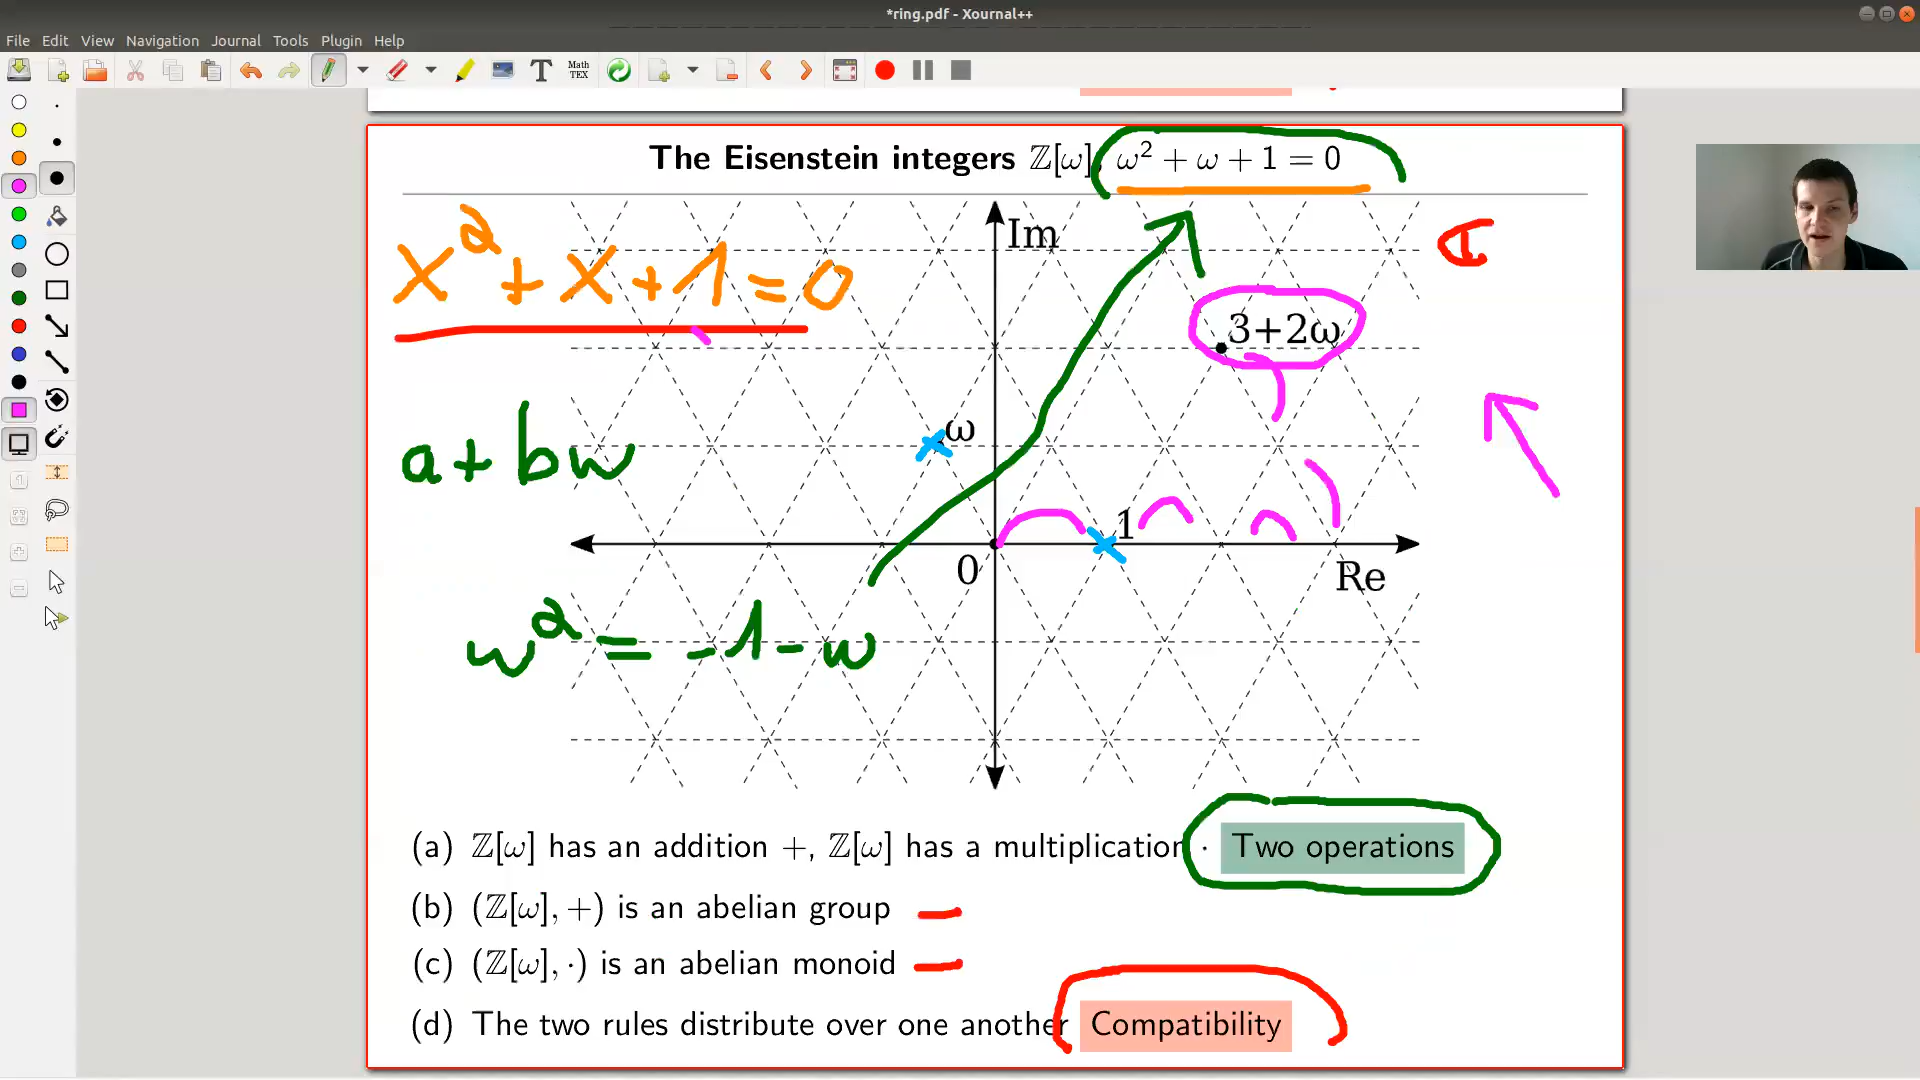 *ring.pdf - Xournal++
File Edit View Navigation Journal Tools Plugin Help
T Math TEX
The Eisenstein integers ℤ[ω], ω² + ω + 1 = 0
x² + x + 1 = 0
Im
3+2ω
a + bω
ω
1
0
Re
ω² = -1 - ω
(a) ℤ[ω] has an addition +, ℤ[ω] has a multiplication · Two operations
(b) (ℤ[ω], +) is an abelian group
(c) (ℤ[ω], ·) is an abelian monoid
(d) The two rules distribute over one another Compatibility